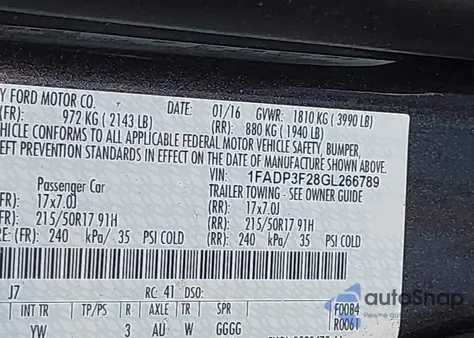 Y FORD MOTOR CO. DATE: 01/16 GVWR: 1810 KG ( 3990 LB)
(FR): 972 KG ( 2143 LB) (RR): 880 KG ( 1940 LB)
EHICLE CONFORMS TO ALL APPLICABLE FEDERAL MOTOR VEHICLE SAFETY, BUMPER,
EFT PREVENTION STANDARDS IN EFFECT ON THE DATE OF MANUFACTURE
VIN: 1FADP3F28GL266789
Passenger Car TRAILER TOWING - SEE OWNER GUIDE
(FR): 17x7.0J (RR): 17x7.0J
(FR): 215/50R17 91H (RR): 215/50R17 91H
RE: (FR): 240 kPa/ 35 PSI COLD (RR): 240 kPa/ 35 PSI COLD
J7 RC: 41 DSO:
INT TR TP/PS R AXLE TR SPR F0084
YW 3 AU W GGGG R0061
autoSnap